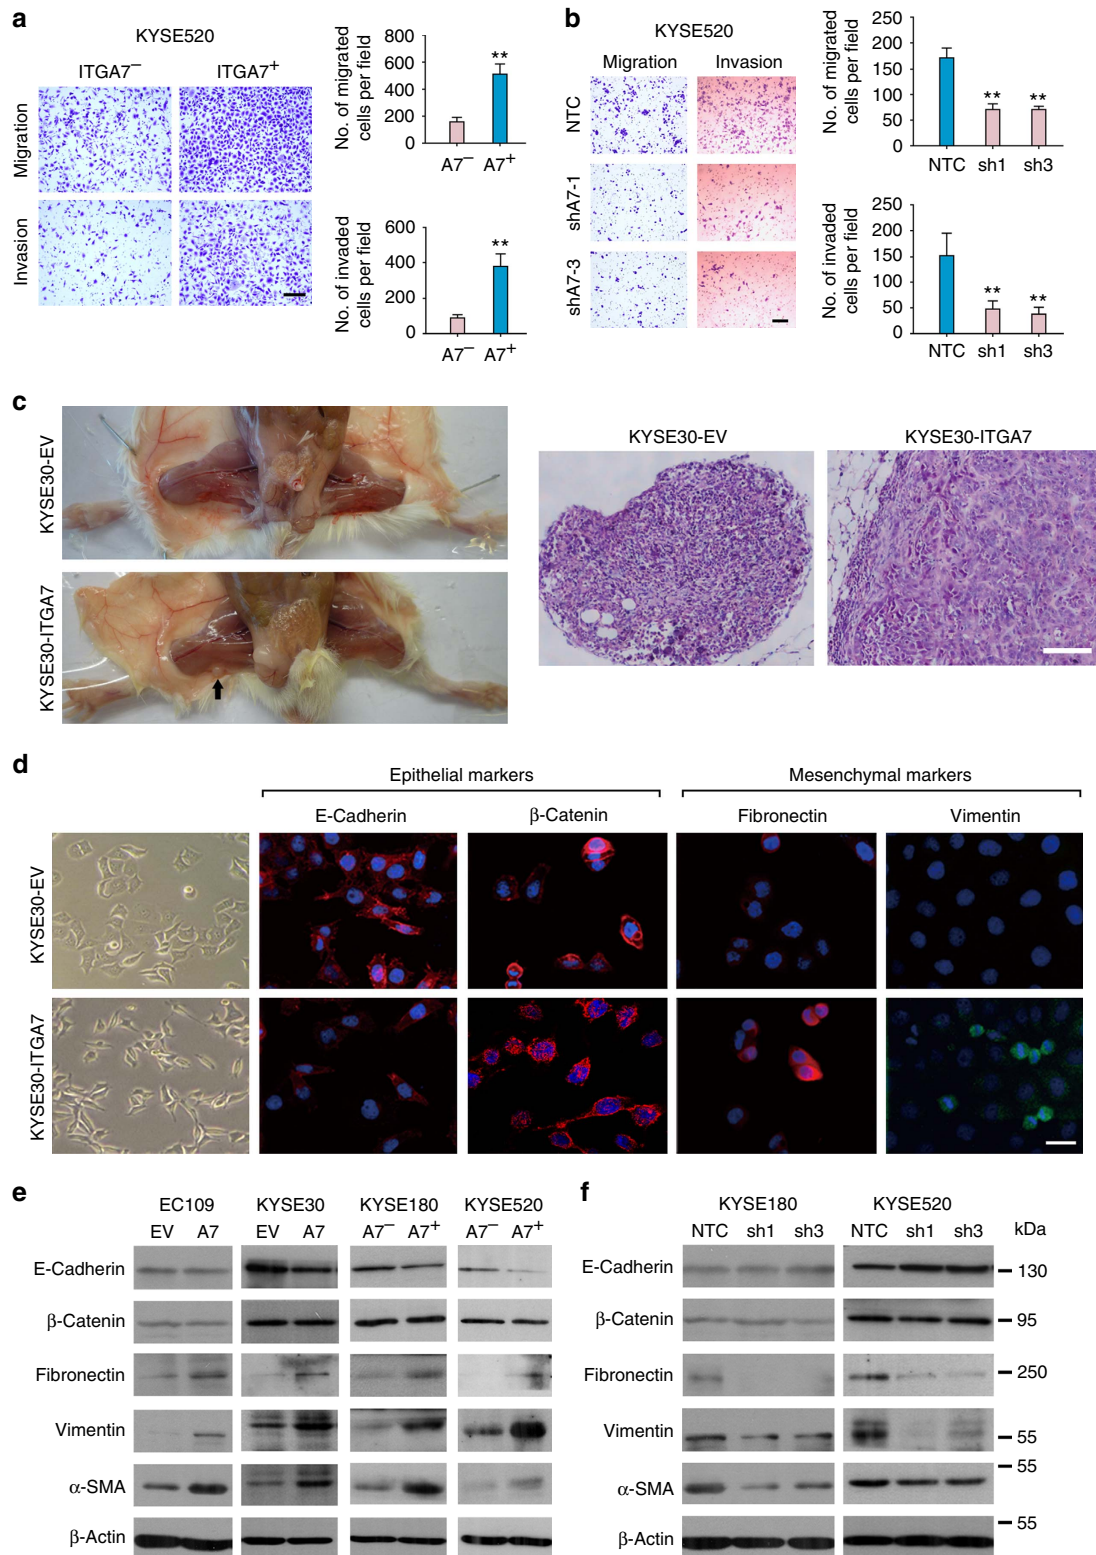 a
KYSE520
ITGA7⁻ ITGA7⁺
Migration
Invasion
No. of migrated
cells per field
800
600
400
200
0
**
A7⁻ A7⁺
No. of invaded
cells per field
600
400
200
0
**
A7⁻ A7⁺
b
KYSE520
Migration Invasion
NTC
shA7-1
shA7-3
No. of migrated
cells per field
250
200
150
100
50
0
** **
NTC sh1 sh3
No. of invaded
cells per field
250
200
150
100
50
0
** **
NTC sh1 sh3
c
KYSE30-EV
KYSE30-ITGA7
KYSE30-EV KYSE30-ITGA7
d
Epithelial markers Mesenchymal markers
E-Cadherin β-Catenin Fibronectin Vimentin
KYSE30-EV
KYSE30-ITGA7
e
EC109 KYSE30 KYSE180 KYSE520
EV A7 EV A7 A7⁻ A7⁺ A7⁻ A7⁺
E-Cadherin
β-Catenin
Fibronectin
Vimentin
α-SMA
β-Actin
f
KYSE180 KYSE520
NTC sh1 sh3 NTC sh1 sh3 kDa
E-Cadherin 130
β-Catenin 95
Fibronectin 250
Vimentin 55
55
α-SMA
55
β-Actin